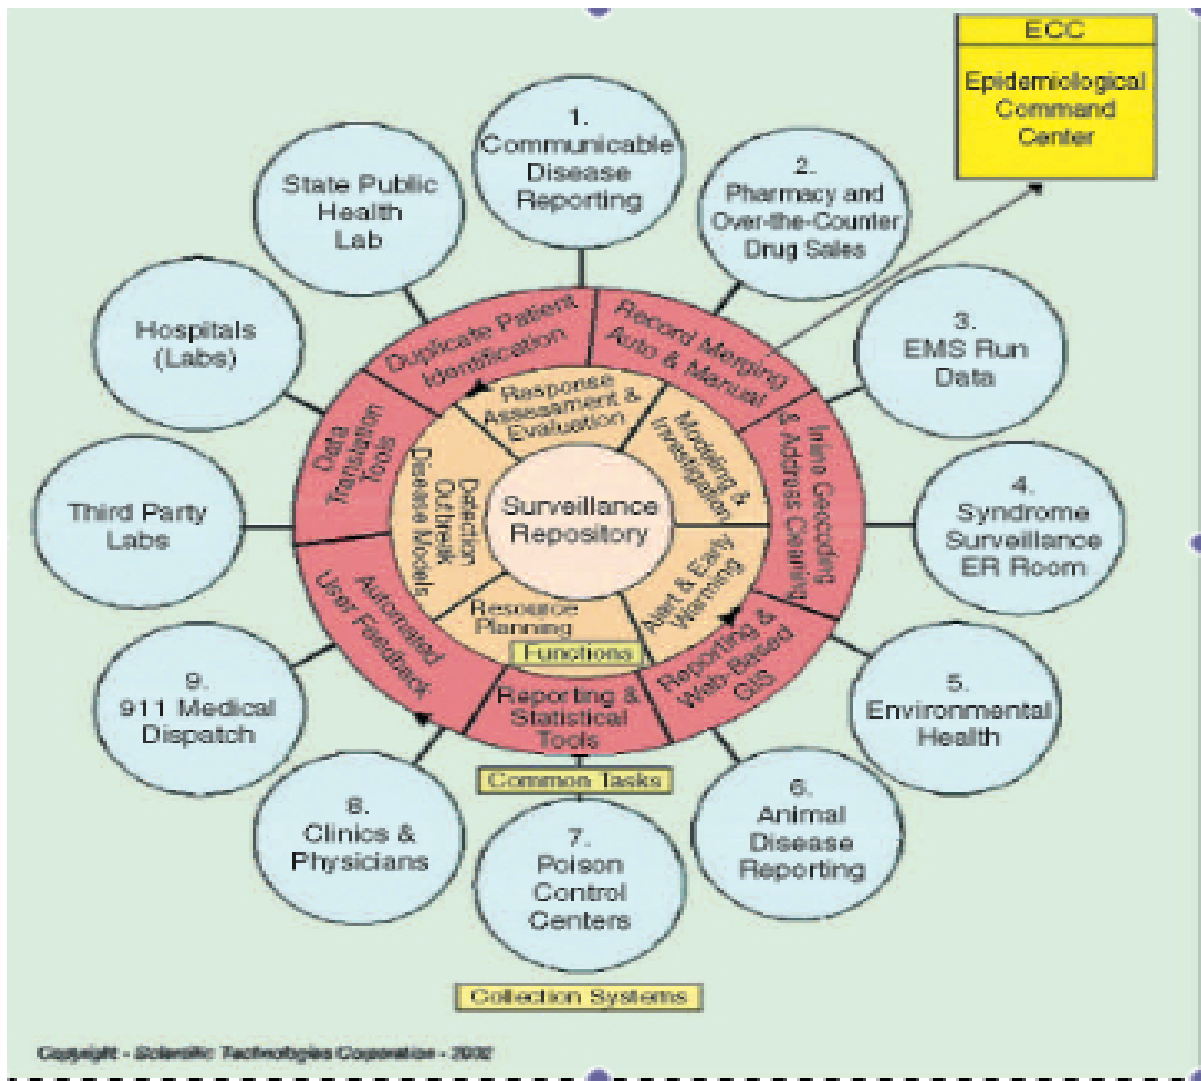 ECC
Epidemiological
Command
Center
1.
Communicable
Disease
Reporting
2.
Pharmacy and
Over-the-Counter
Drug Sales
3.
EMS Run
Data
4.
Syndrome
Surveillance
ER Room
5.
Environmental
Health
6.
Animal
Disease
Reporting
7.
Poison
Control
Centers
8.
Clinics &
Physicians
9.
911 Medical
Dispatch
Third Party
Labs
Hospitals
(Labs)
State Public
Health
Lab
Duplicate Patient
Identification
Record Merging
Auto & Manual
Inline Geocoding
& Address Cleaning
Reporting &
Web-Based
GIS
Reporting &
Statistical
Tools
Automated
User Feedback
Data
Translation
Tools
Response
Assessment &
Evaluation
Modeling &
Investigation
Alert & Early
Warning
Resource
Planning
Detection
Outbreak
Disease Models
Surveillance
Repository
Functions
Common Tasks
Collection Systems
Copyright - Scientific Technologies Corporation - 2002